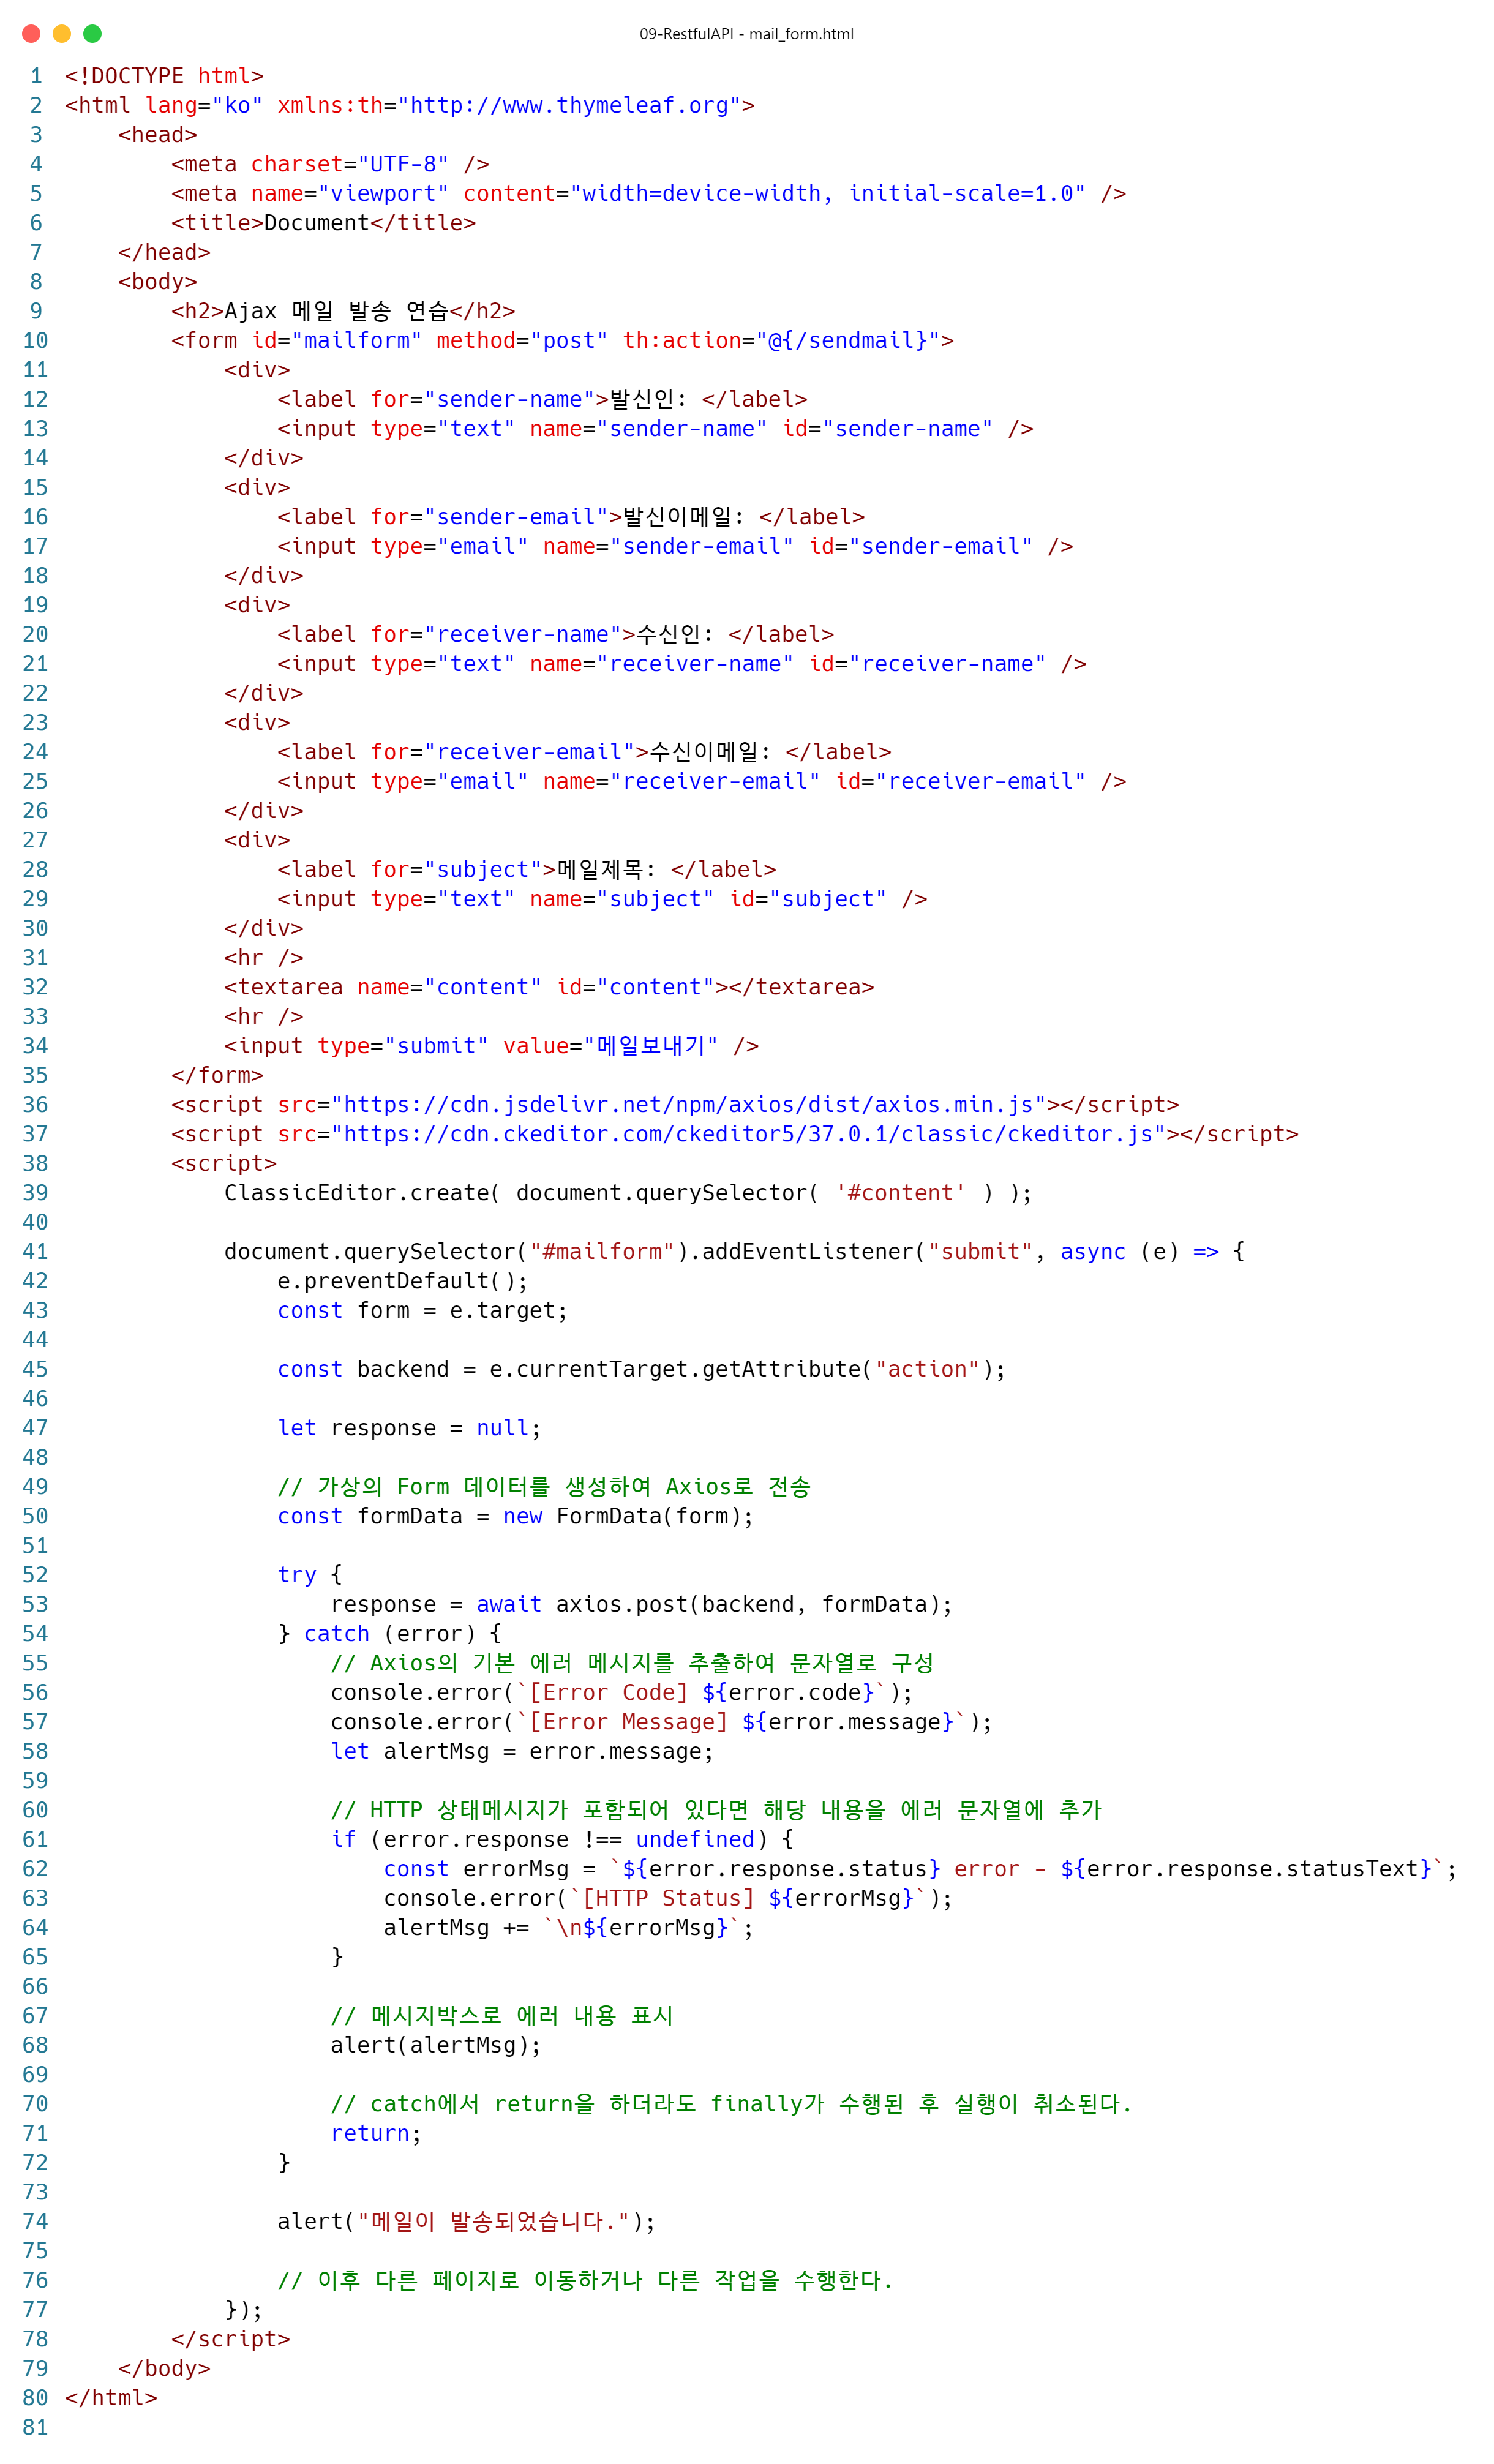 09-RestfulAPI - mail_form.html
1 <!DOCTYPE html>
2 <html lang="ko" xmlns:th="http://www.thymeleaf.org">
3     <head>
4         <meta charset="UTF-8" />
5         <meta name="viewport" content="width=device-width, initial-scale=1.0" />
6         <title>Document</title>
7     </head>
8     <body>
9         <h2>Ajax 메일 발송 연습</h2>
10         <form id="mailform" method="post" th:action="@{/sendmail}">
11             <div>
12                 <label for="sender-name">발신인: </label>
13                 <input type="text" name="sender-name" id="sender-name" />
14             </div>
15             <div>
16                 <label for="sender-email">발신이메일: </label>
17                 <input type="email" name="sender-email" id="sender-email" />
18             </div>
19             <div>
20                 <label for="receiver-name">수신인: </label>
21                 <input type="text" name="receiver-name" id="receiver-name" />
22             </div>
23             <div>
24                 <label for="receiver-email">수신이메일: </label>
25                 <input type="email" name="receiver-email" id="receiver-email" />
26             </div>
27             <div>
28                 <label for="subject">메일제목: </label>
29                 <input type="text" name="subject" id="subject" />
30             </div>
31             <hr />
32             <textarea name="content" id="content"></textarea>
33             <hr />
34             <input type="submit" value="메일보내기" />
35         </form>
36         <script src="https://cdn.jsdelivr.net/npm/axios/dist/axios.min.js"></script>
37         <script src="https://cdn.ckeditor.com/ckeditor5/37.0.1/classic/ckeditor.js"></script>
38         <script>
39             ClassicEditor.create( document.querySelector( '#content' ) );
40
41             document.querySelector("#mailform").addEventListener("submit", async (e) => {
42                 e.preventDefault();
43                 const form = e.target;
44
45                 const backend = e.currentTarget.getAttribute("action");
46
47                 let response = null;
48
49                 // 가상의 Form 데이터를 생성하여 Axios로 전송
50                 const formData = new FormData(form);
51
52                 try {
53                     response = await axios.post(backend, formData);
54                 } catch (error) {
55                     // Axios의 기본 에러 메시지를 추출하여 문자열로 구성
56                     console.error(`[Error Code] ${error.code}`);
57                     console.error(`[Error Message] ${error.message}`);
58                     let alertMsg = error.message;
59
60                     // HTTP 상태메시지가 포함되어 있다면 해당 내용을 에러 문자열에 추가
61                     if (error.response !== undefined) {
62                         const errorMsg = `${error.response.status} error - ${error.response.statusText}`;
63                         console.error(`[HTTP Status] ${errorMsg}`);
64                         alertMsg += `\n${errorMsg}`;
65                     }
66
67                     // 메시지박스로 에러 내용 표시
68                     alert(alertMsg);
69
70                     // catch에서 return을 하더라도 finally가 수행된 후 실행이 취소된다.
71                     return;
72                 }
73
74                 alert("메일이 발송되었습니다.");
75
76                 // 이후 다른 페이지로 이동하거나 다른 작업을 수행한다.
77             });
78         </script>
79     </body>
80 </html>
81